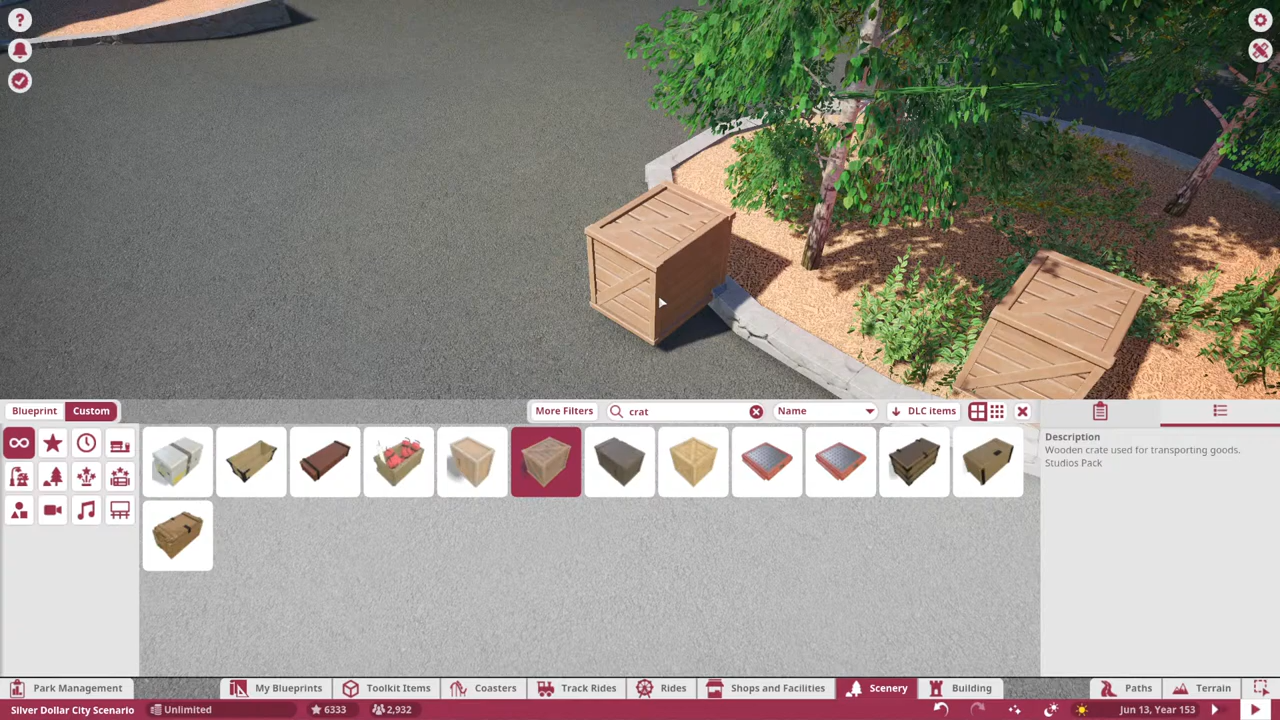 Blueprint Custom More Filters crat Name DLC items
Description
Wooden crate used for transporting goods.
Studios Pack
Park Management My Blueprints Toolkit Items Coasters Track Rides Rides Shops and Facilities Scenery Building Paths Terrain
Silver Dollar City Scenario Unlimited 6333 2,932 Jun 13, Year 153